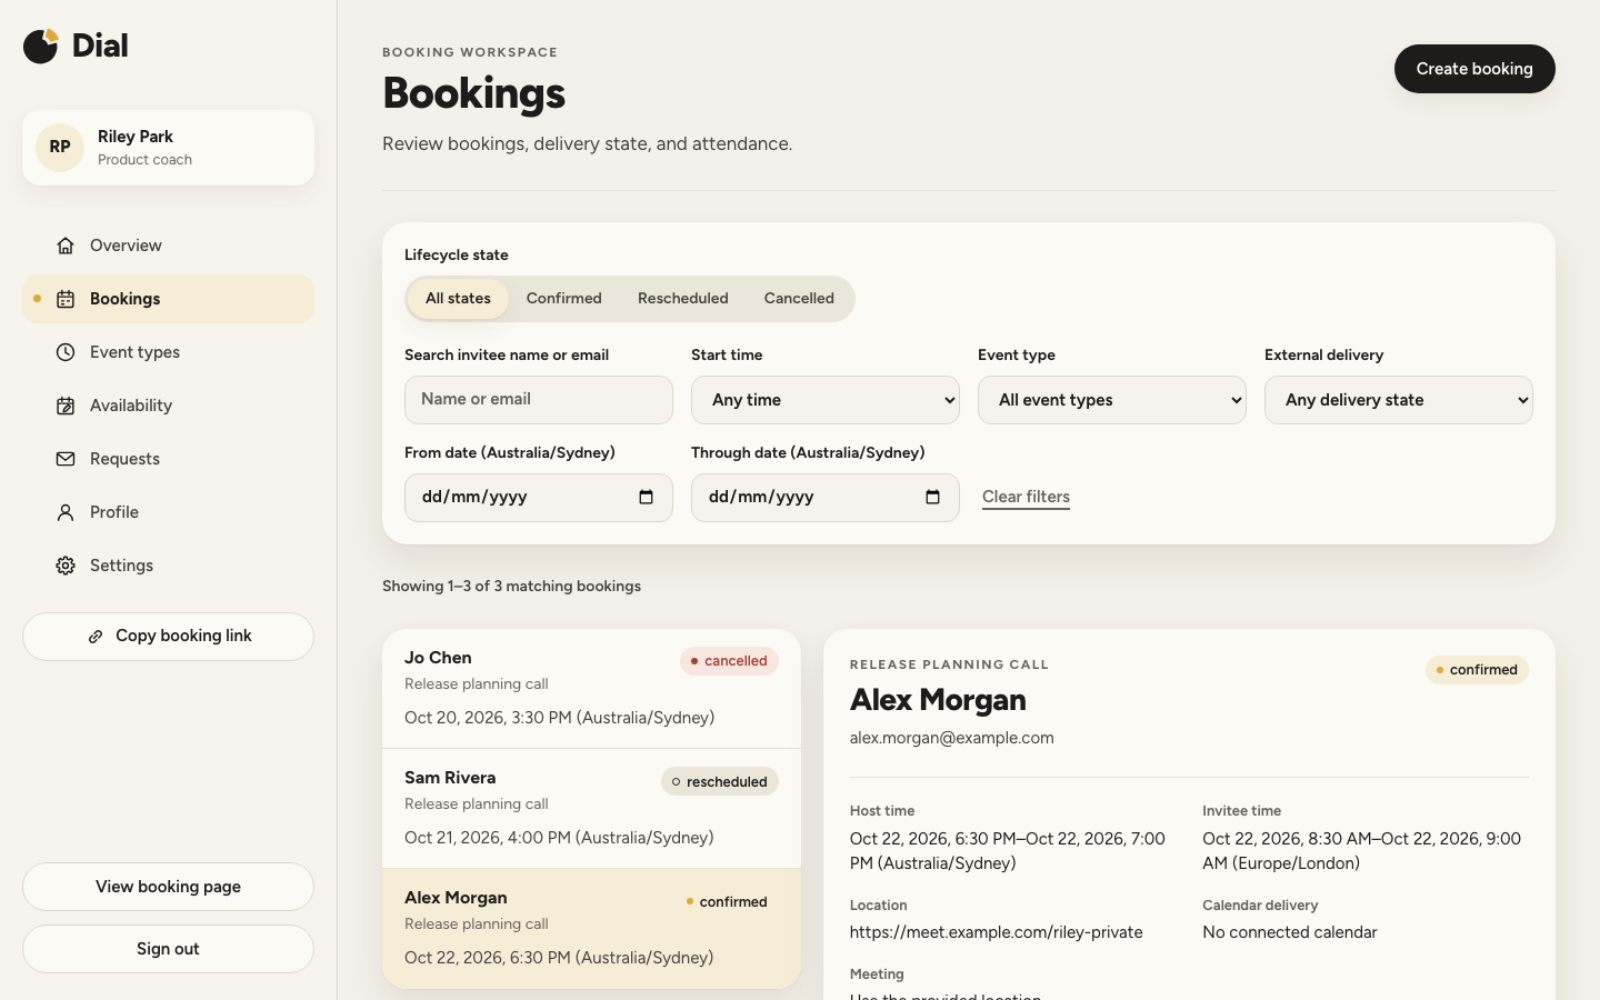 Dial
RP
Riley Park
Product coach
Overview
Bookings
Event types
Availability
Requests
Profile
Settings
Copy booking link
View booking page
Sign out
BOOKING WORKSPACE
Bookings
Review bookings, delivery state, and attendance.
Create booking
Lifecycle state
All states
Confirmed
Rescheduled
Cancelled
Search invitee name or email
Name or email
Start time
Any time
Event type
All event types
External delivery
Any delivery state
From date (Australia/Sydney)
dd/mm/yyyy
Through date (Australia/Sydney)
dd/mm/yyyy
Clear filters
Showing 1–3 of 3 matching bookings
Jo Chen
cancelled
Release planning call
Oct 20, 2026, 3:30 PM (Australia/Sydney)
Sam Rivera
rescheduled
Release planning call
Oct 21, 2026, 4:00 PM (Australia/Sydney)
Alex Morgan
confirmed
Release planning call
Oct 22, 2026, 6:30 PM (Australia/Sydney)
RELEASE PLANNING CALL
confirmed
Alex Morgan
alex.morgan@example.com
Host time
Oct 22, 2026, 6:30 PM–Oct 22, 2026, 7:00
PM (Australia/Sydney)
Invitee time
Oct 22, 2026, 8:30 AM–Oct 22, 2026, 9:00
AM (Europe/London)
Location
https://meet.example.com/riley-private
Calendar delivery
No connected calendar
Meeting
Use the provided location